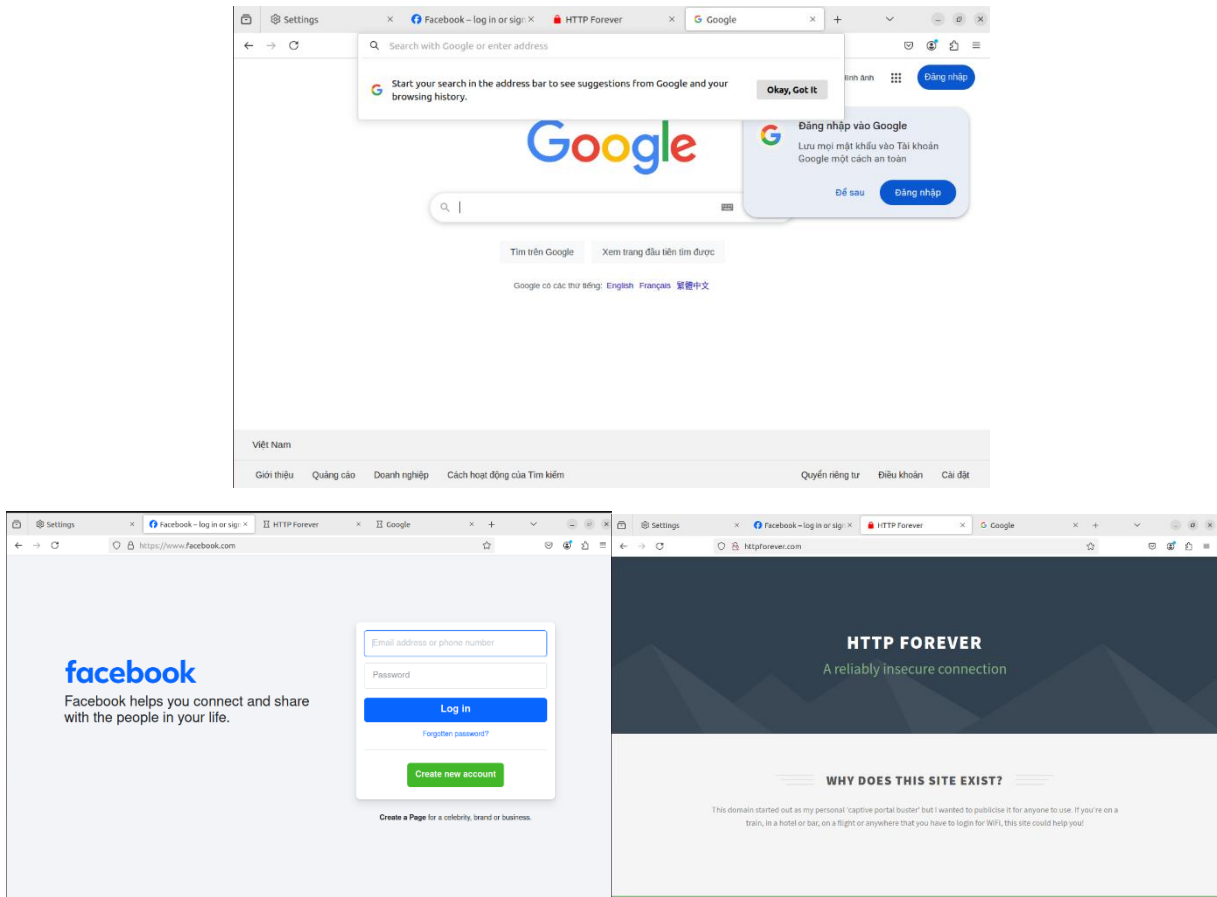 Settings
Facebook – log in or sign
HTTP Forever
Google
Search with Google or enter address
Start your search in the address bar to see suggestions from Google and your
browsing history.
Okay, Got It
Hình ảnh
Đăng nhập
Google
Đăng nhập vào Google
Lưu mọi mật khẩu vào Tài khoản
Google một cách an toàn
Để sau
Đăng nhập
Tìm trên Google
Xem trang đầu tiên tìm được
Google có các thứ tiếng: English Français 繁體中文
Việt Nam
Giới thiệu
Quảng cáo
Doanh nghiệp
Cách hoạt động của Tìm kiếm
Quyền riêng tư
Điều khoản
Cài đặt
Settings
Facebook – log in or sign
HTTP Forever
Google
https://www.facebook.com
facebook
Facebook helps you connect and share
with the people in your life.
Email address or phone number
Password
Log in
Forgotten password?
Create new account
Create a Page for a celebrity, brand or business.
Settings
Facebook – log in or sign
HTTP Forever
Google
httpforever.com
HTTP FOREVER
A reliably insecure connection
WHY DOES THIS SITE EXIST?
This domain started out as my personal 'captive portal buster' but I wanted to publicise it for anyone to use. If you're on a
train, in a hotel or bar, on a flight or anywhere that you have to login for WiFi, this site could help you!